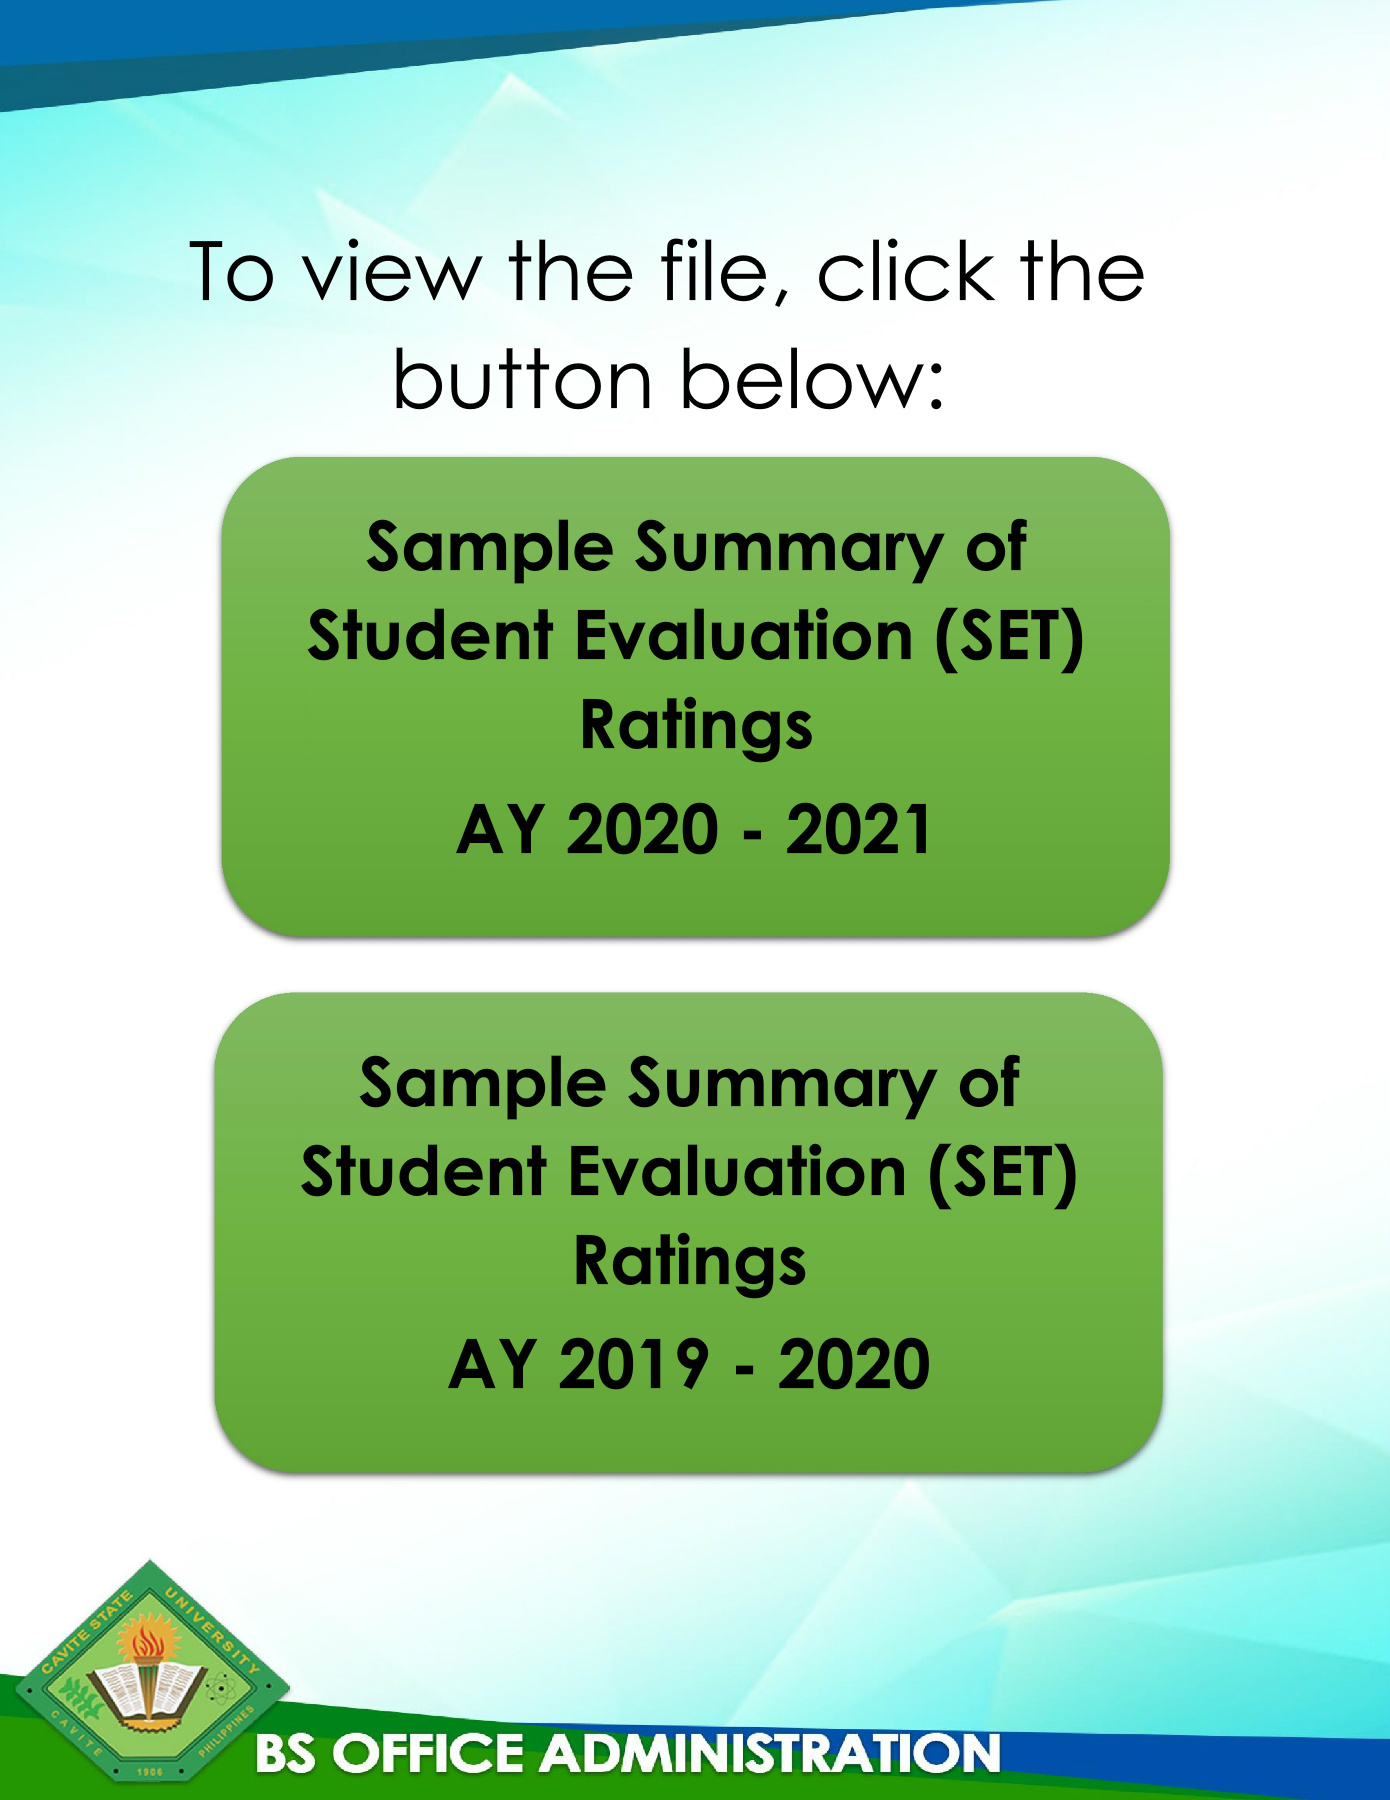 To view the file, click the
button below:
Sample Summary of
Student Evaluation (SET)
Ratings
AY 2020 - 2021
Sample Summary of
Student Evaluation (SET)
Ratings
AY 2019 - 2020
CAVITE STATE UNIVERSITY
CAVITE PHILIPPINES
1906
BS OFFICE ADMINISTRATION